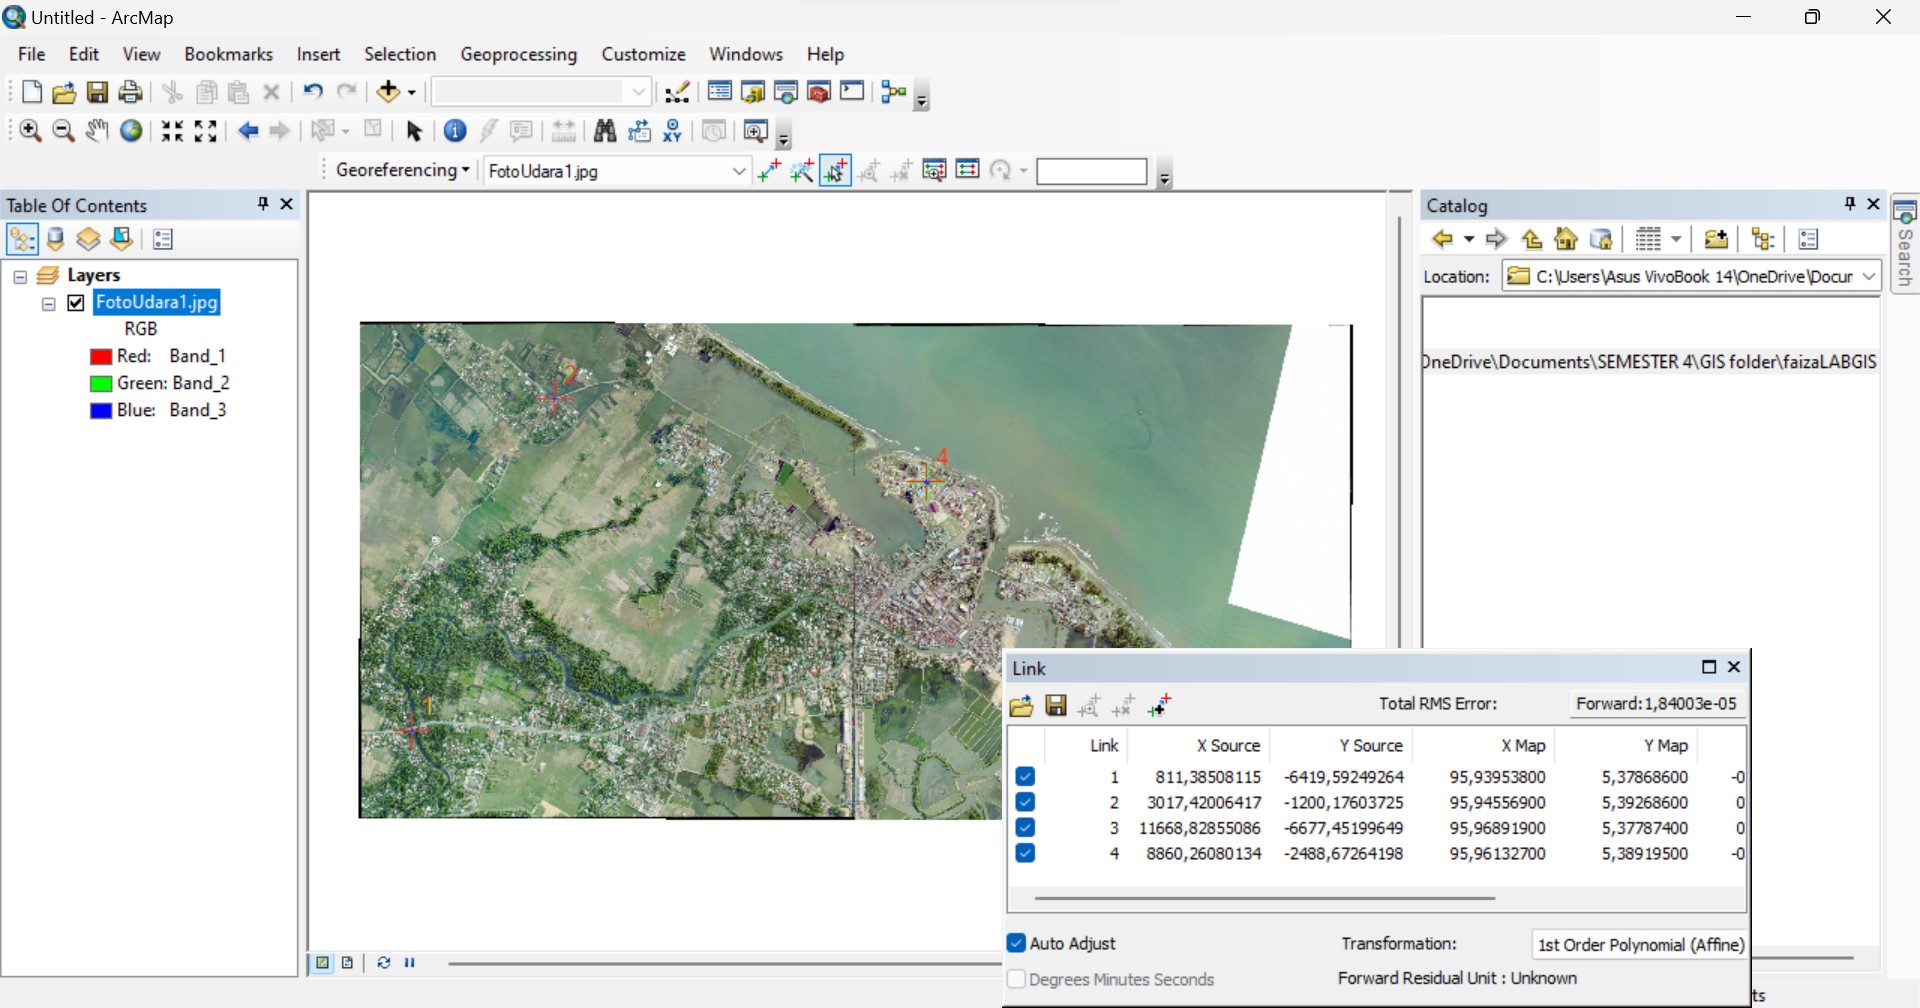 Untitled - ArcMap
File Edit View Bookmarks Insert Selection Geoprocessing Customize Windows Help
Georeferencing FotoUdara1.jpg
Table Of Contents
Layers
FotoUdara1.jpg
RGB
Red: Band_1
Green: Band_2
Blue: Band_3
2
4
1
Catalog
Location: C:\Users\Asus VivoBook 14\OneDrive\Docur
OneDrive\Documents\SEMESTER 4\GIS folder\faizaLABGIS
Search
Link
Total RMS Error: Forward:1,84003e-05
Link X Source Y Source X Map Y Map
1 811,38508115 -6419,59249264 95,93953800 5,37868600 -0
2 3017,42006417 -1200,17603725 95,94556900 5,39268600 0
3 11668,82855086 -6677,45199649 95,96891900 5,37787400 0
4 8860,26080134 -2488,67264198 95,96132700 5,38919500 -0
Auto Adjust Transformation: 1st Order Polynomial (Affine)
Degrees Minutes Seconds Forward Residual Unit : Unknown
ts